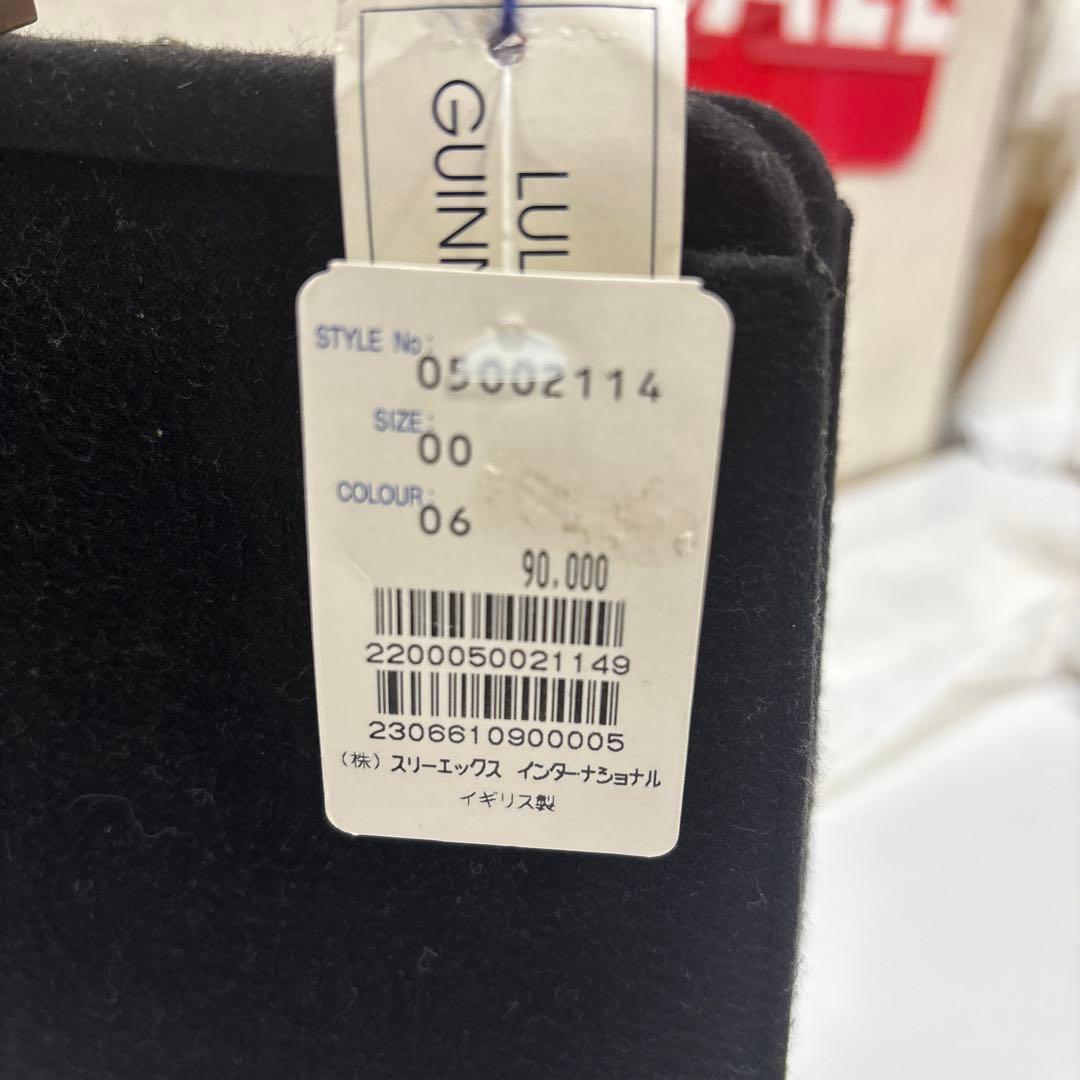 LUL
GUINN
STYLE No:
05002114
SIZE:
00
COLOUR:
06
90,000
2200050021149
2306610900005
(株) スリーエックス インターナショナル
イギリス製